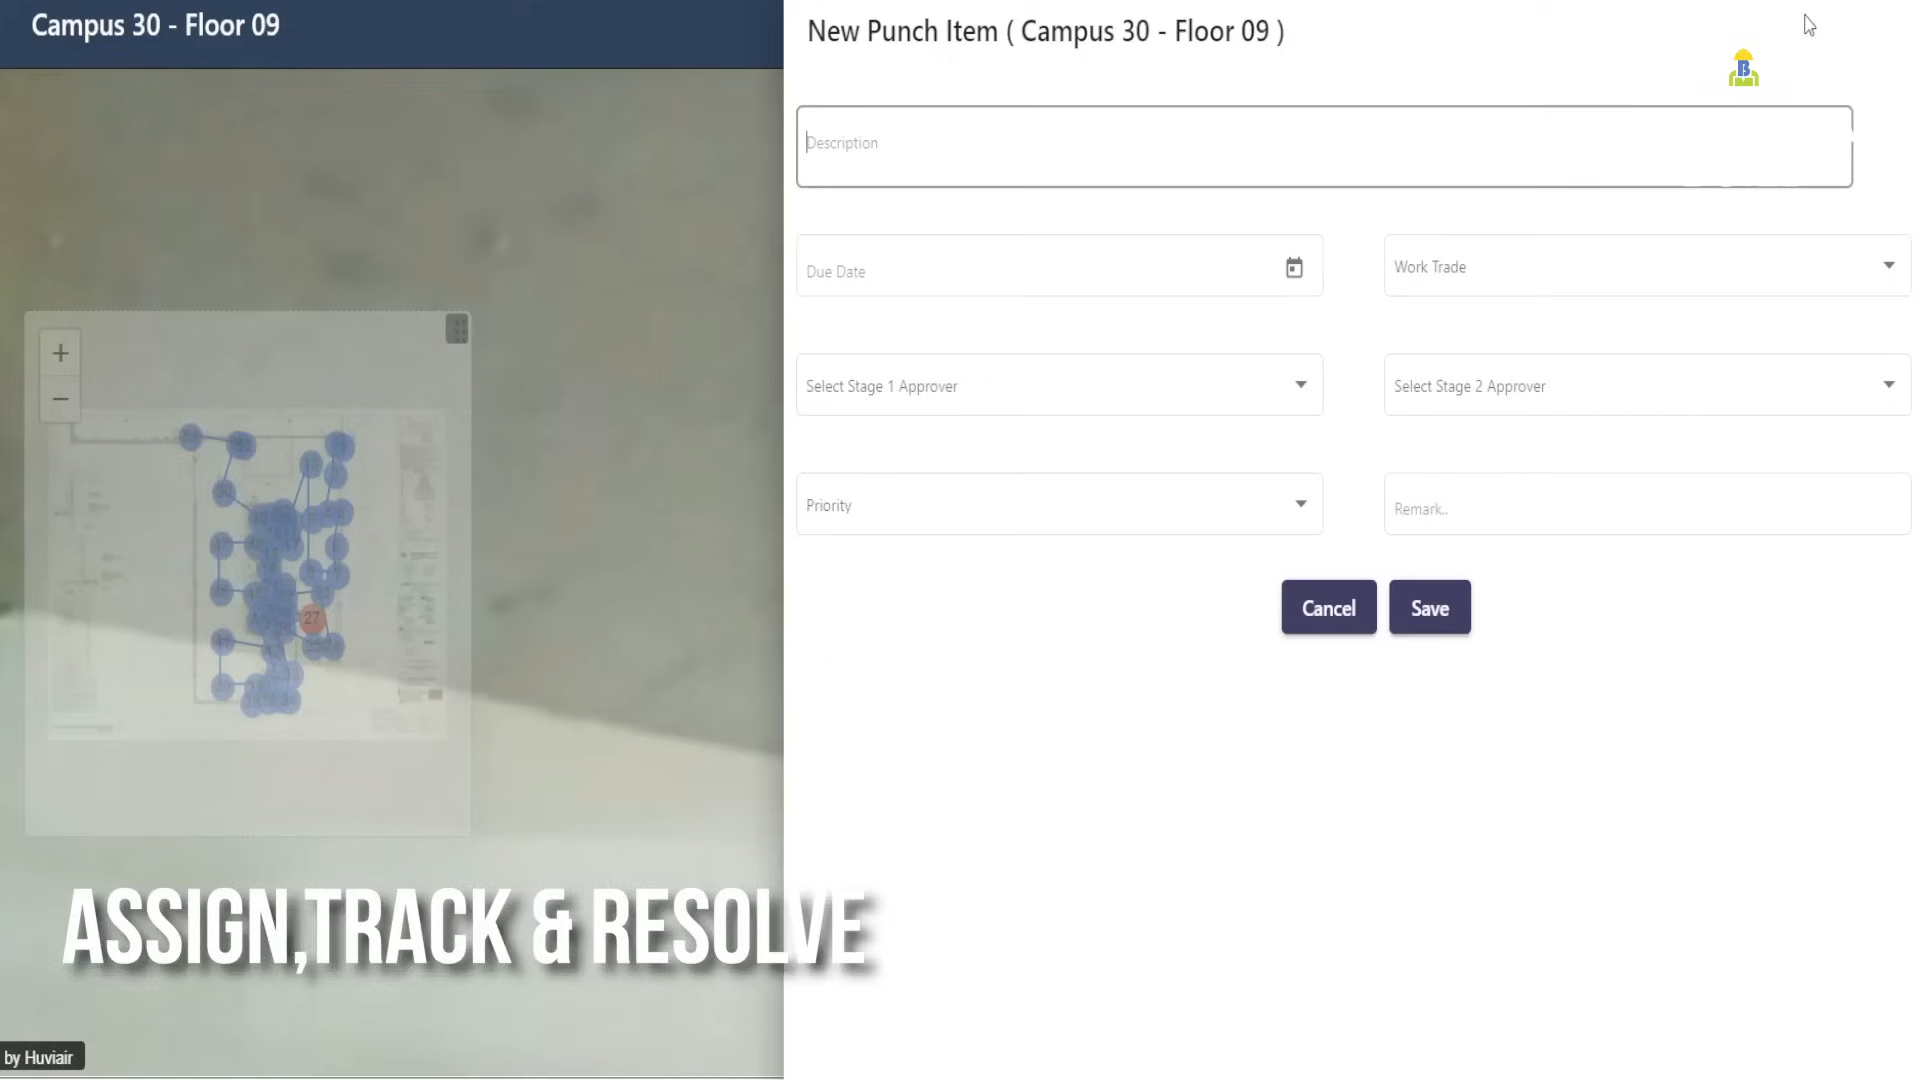 Campus 30 - Floor 09
New Punch Item ( Campus 30 - Floor 09 )
B
Description
Due Date
Work Trade
+
−
Select Stage 1 Approver
Select Stage 2 Approver
Priority
Remark..
27
Cancel
Save
ASSIGN,TRACK & RESOLVE
by Huviair